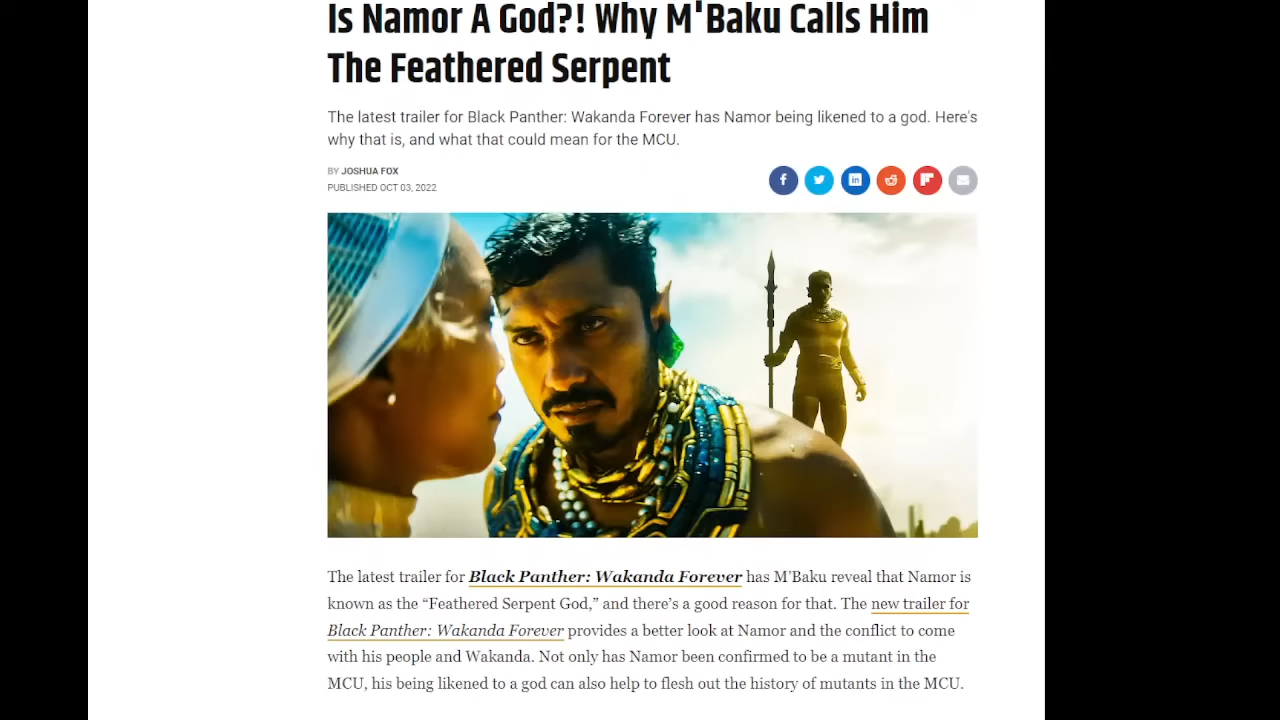 Is Namor A God?! Why M'Baku Calls Him
The Feathered Serpent
The latest trailer for Black Panther: Wakanda Forever has Namor being likened to a god. Here's
why that is, and what that could mean for the MCU.
BY JOSHUA FOX
PUBLISHED OCT 03, 2022
The latest trailer for Black Panther: Wakanda Forever has M'Baku reveal that Namor is
known as the “Feathered Serpent God,” and there's a good reason for that. The new trailer for
Black Panther: Wakanda Forever provides a better look at Namor and the conflict to come
with his people and Wakanda. Not only has Namor been confirmed to be a mutant in the
MCU, his being likened to a god can also help to flesh out the history of mutants in the MCU.